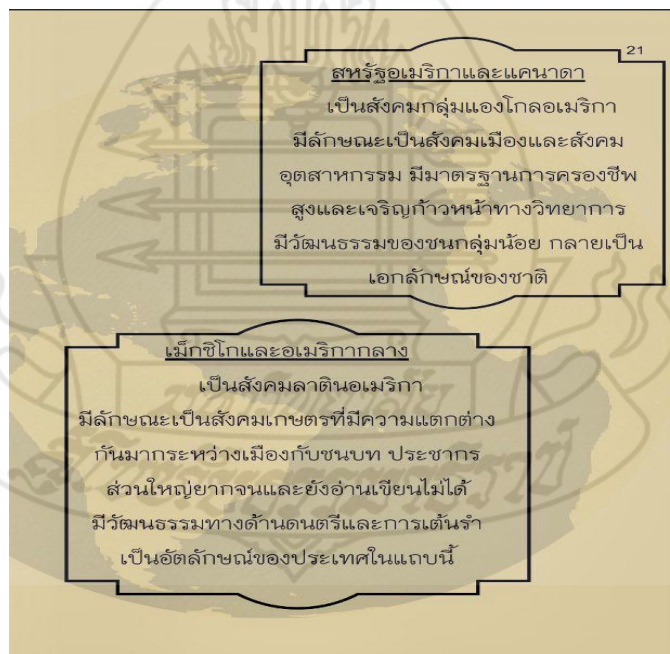 21
สหรัฐอเมริกาและแคนาดา
เป็นสังคมกลุ่มแองโกลอเมริกา
มีลักษณะเป็นสังคมเมืองและสังคม
อุตสาหกรรม มีมาตรฐานการครองชีพ
สูงและเจริญก้าวหน้าทางวิทยาการ
มีวัฒนธรรมของชนกลุ่มน้อย กลายเป็น
เอกลักษณ์ของชาติ
เม็กซิโกและอเมริกากลาง
เป็นสังคมลาตินอเมริกา
มีลักษณะเป็นสังคมเกษตรที่มีความแตกต่าง
กันมากระหว่างเมืองกับชนบท ประชากร
ส่วนใหญ่ยากจนและยังอ่านเขียนไม่ได้
มีวัฒนธรรมทางด้านดนตรีและการเต้นรำ
เป็นอัตลักษณ์ของประเทศในแถบนี้